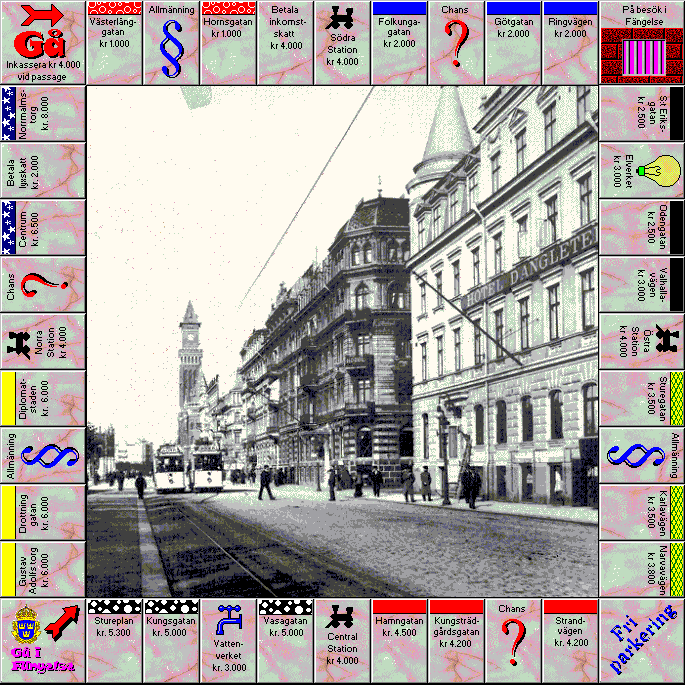 Gå
Inkassera kr 4.000
vid passage
Västerlång-
gatan
kr 1.000
Allmänning
Hornsgatan
kr 1.000
Betala
inkomst-
skatt
kr 4.000
Södra
Station
kr 4.000
Folkunga-
gatan
kr 2.000
Chans
?
Götgatan
kr 2.000
Ringvägen
kr 2.000
På besök i
Fängelse
S:t Eriks-
gatan
kr 2.500
Elverket
kr 3.000
Odengatan
kr 2.500
Valhalla-
vägen
kr 3.000
Östra
Station
kr 4.000
Sturegatan
kr 3.500
Allmänning
Karlavägen
kr 3.500
Narvavägen
kr 3.800
Fri
parkering
Strand-
vägen
kr 4.200
Chans
?
Kungsträd-
gårdsgatan
kr 4.200
Hamngatan
kr 4.500
Central
Station
kr 4.000
Vasagatan
kr 5.000
Vatten-
verket
kr 3.000
Kungsgatan
kr 5.000
Stureplan
kr 5.300
Gå I
Fängelse
Gustav
Adolfs torg
kr. 6.000
Drottning
gatan
kr. 6.000
Allmänning
Diplomat-
staden
kr. 6.000
Norra
Station
kr 4.000
Chans
?
Centrum
kr. 6.500
Betala
lyxskatt
kr. 2.000
Norrmalms-
torg
kr. 8.000
HOTEL D'ANGLETER